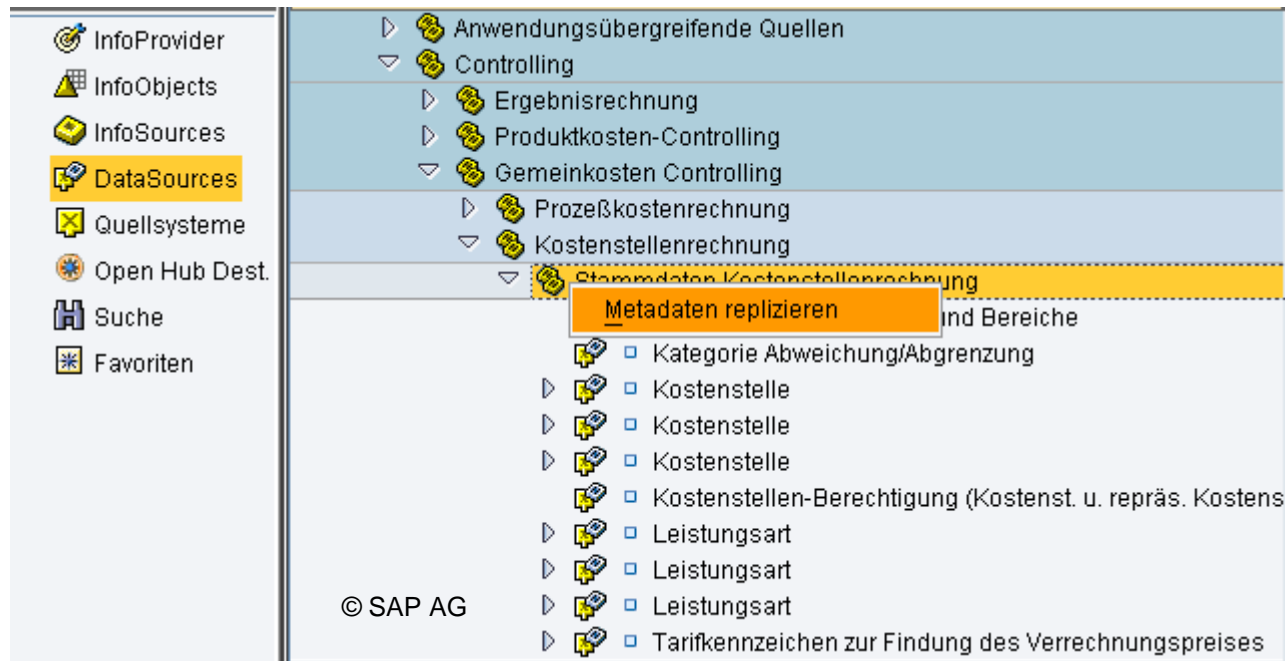 InfoProvider
InfoObjects
InfoSources
DataSources
Quellsysteme
Open Hub Dest.
Suche
Favoriten
Anwendungsübergreifende Quellen
Controlling
Ergebnisrechnung
Produktkosten-Controlling
Gemeinkosten Controlling
Prozeßkostenrechnung
Kostenstellenrechnung
Stammdaten Kostenstellenrechnung
Metadaten replizieren
und Bereiche
Kategorie Abweichung/Abgrenzung
Kostenstelle
Kostenstelle
Kostenstelle
Kostenstellen-Berechtigung (Kostenst. u. repräs. Kostens
Leistungsart
Leistungsart
Leistungsart
Tarifkennzeichen zur Findung des Verrechnungspreises
© SAP AG